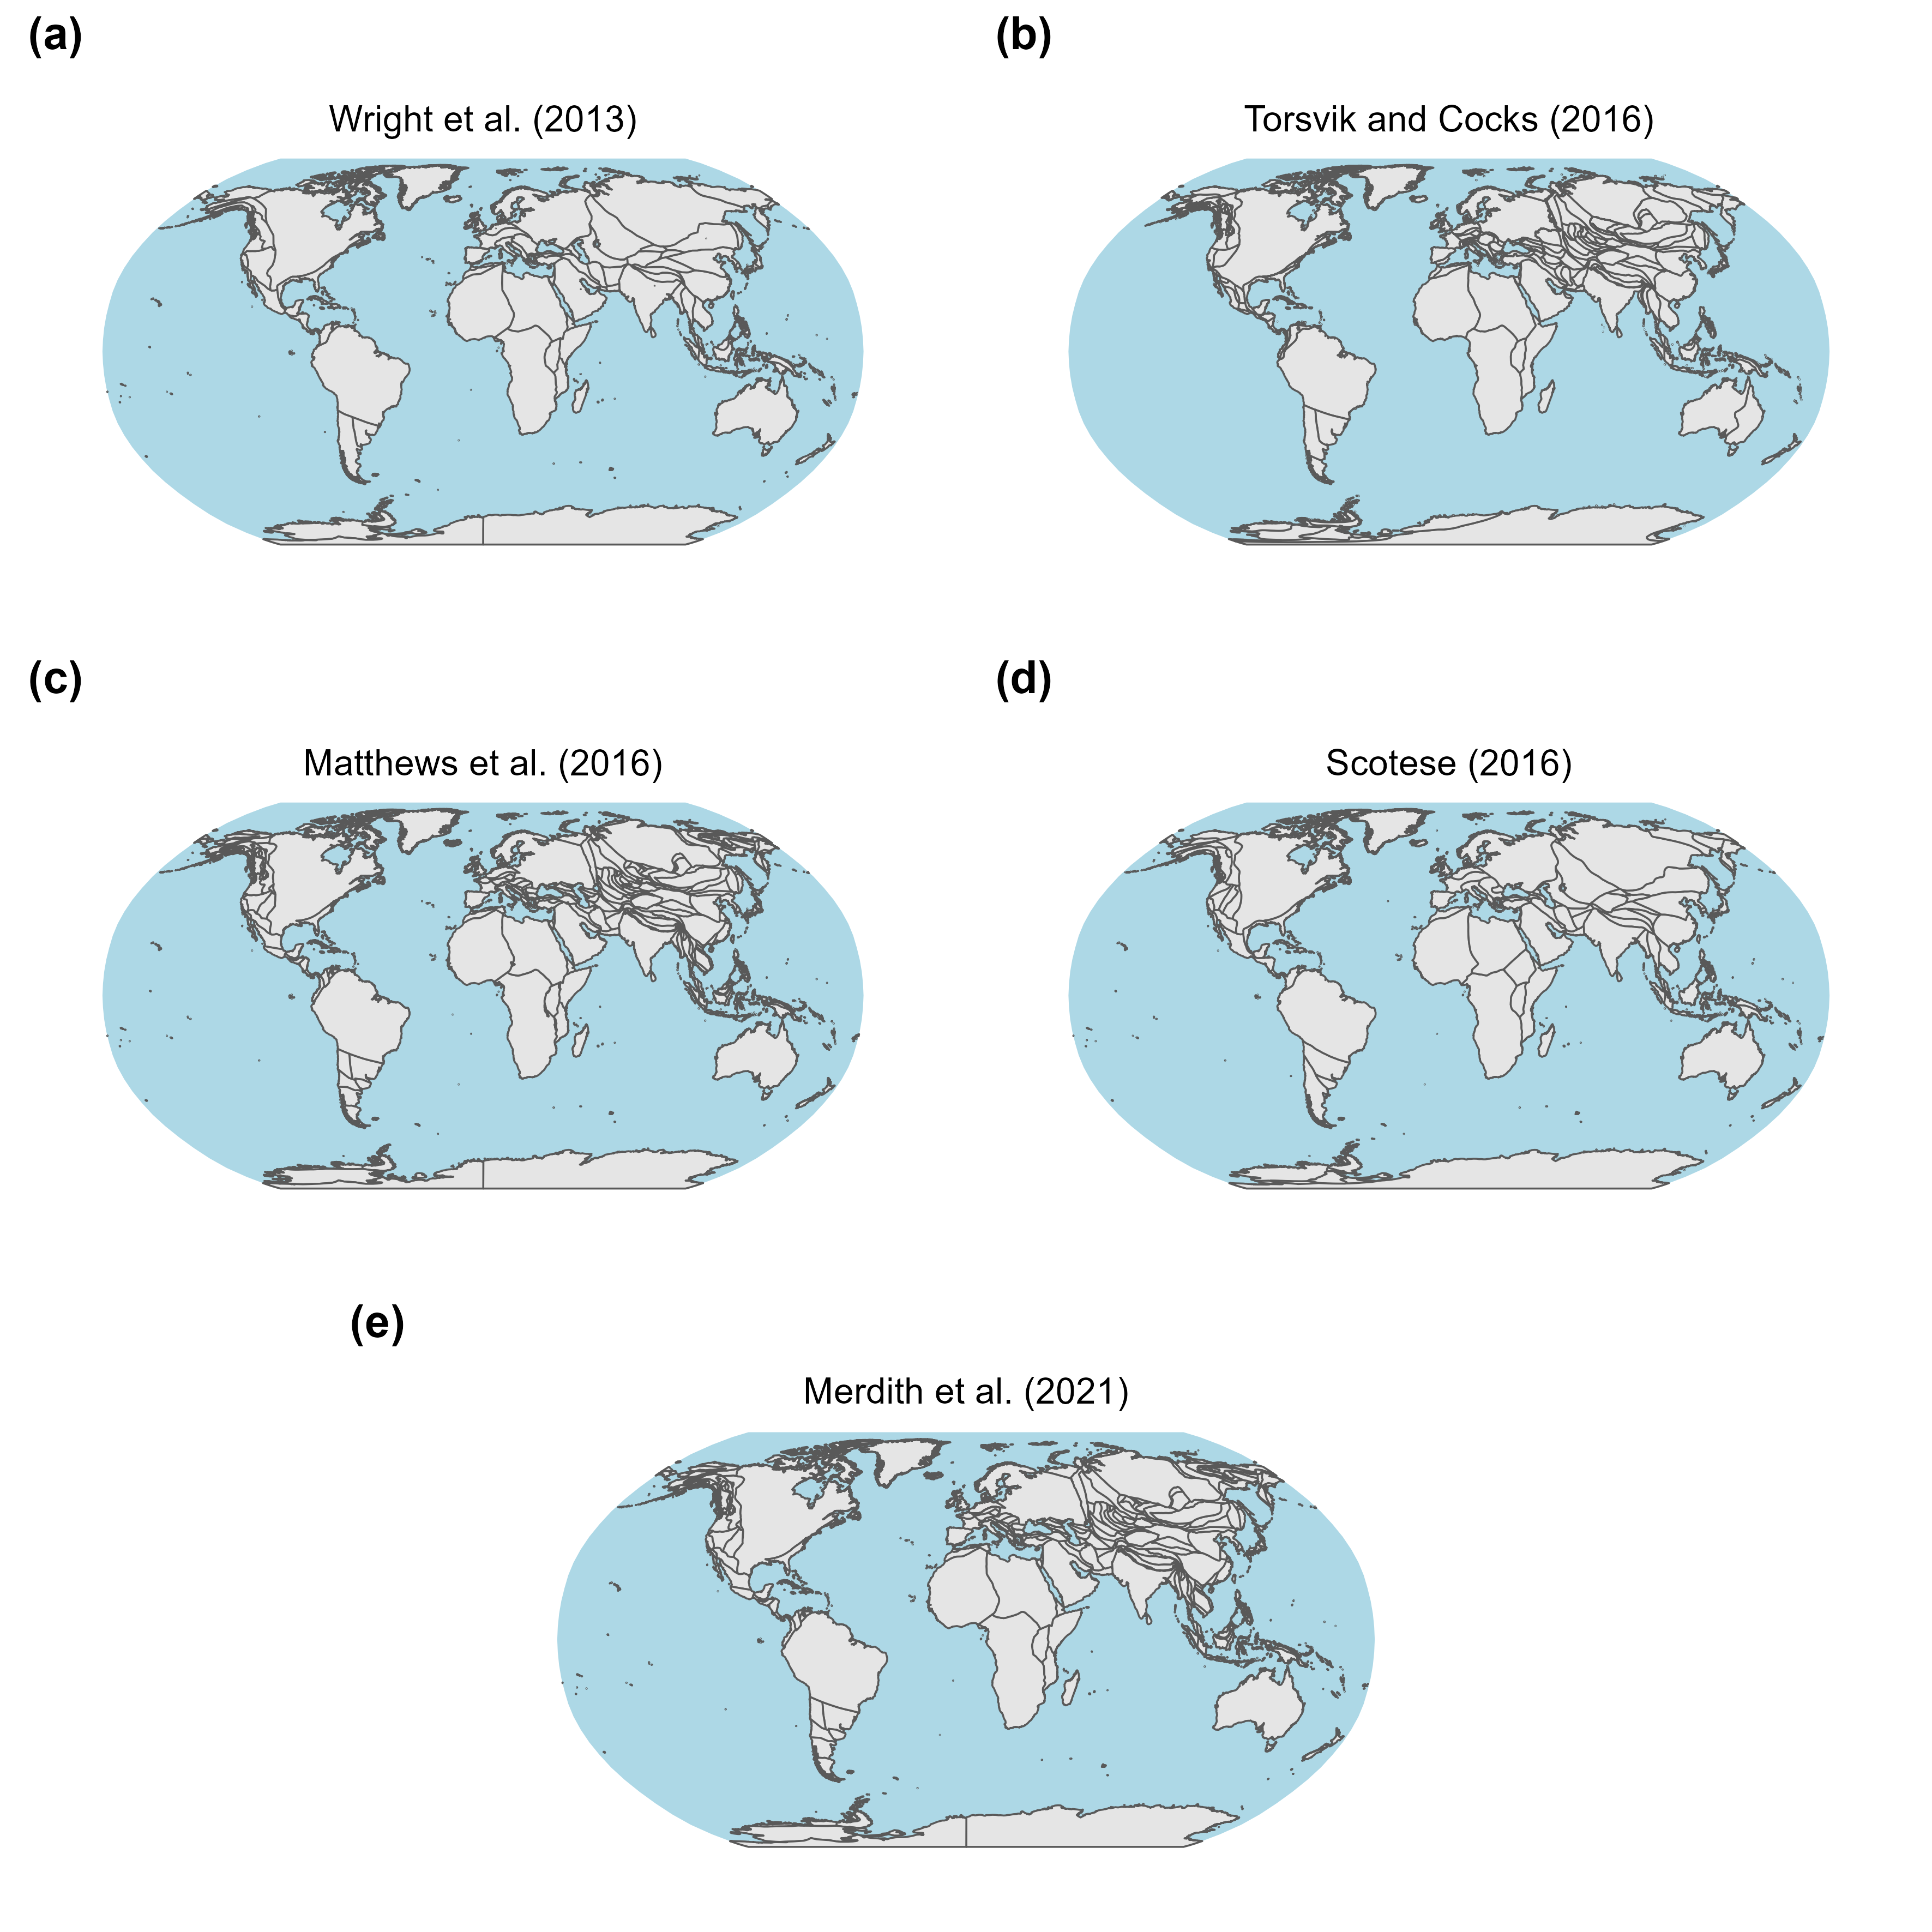 (a)
Wright et al. (2013)
(b)
Torsvik and Cocks (2016)
(c)
Matthews et al. (2016)
(d)
Scotese (2016)
(e)
Merdith et al. (2021)